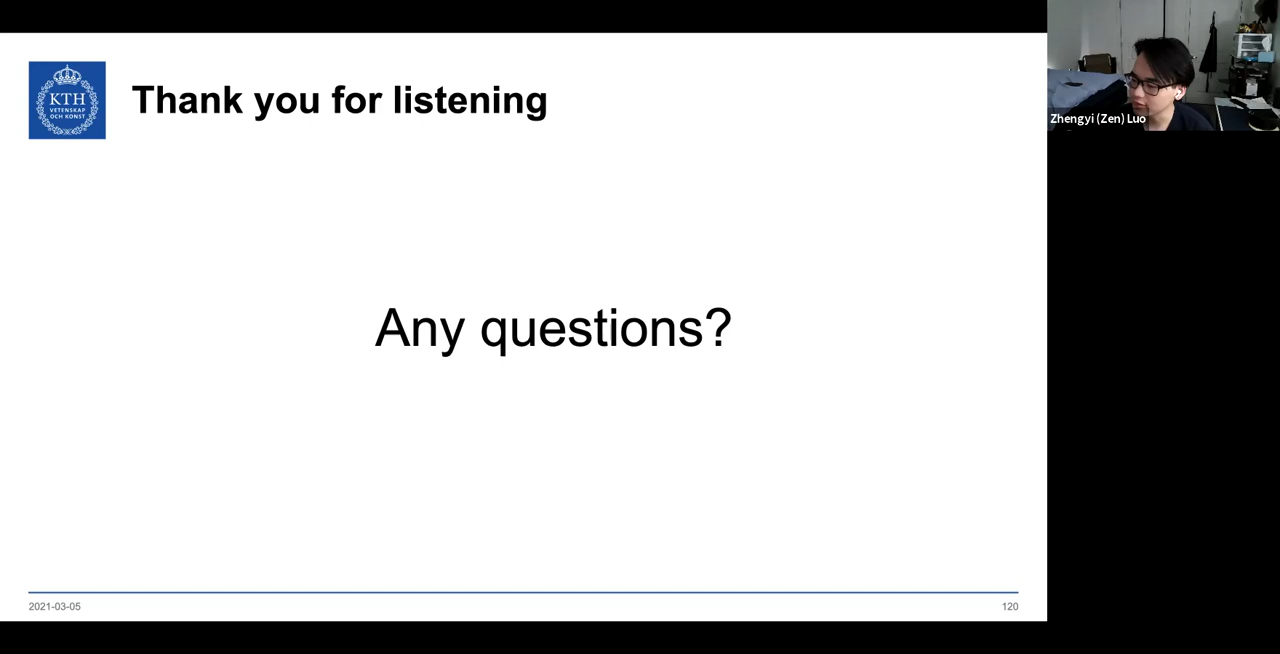 KTH
VETENSKAP
OCH KONST
Thank you for listening
Any questions?
2021-03-05
120
Zhengyi (Zen) Luo